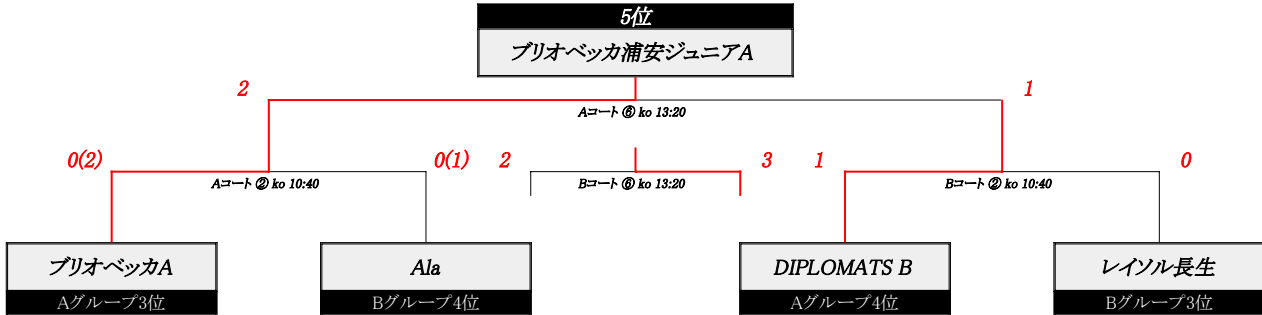 5位
ブリオベッカ浦安ジュニアA
2
1
Aコート ⑥ ko 13:20
0(2)
0(1)
2
3
1
0
Aコート ② ko 10:40
Bコート ⑥ ko 13:20
Bコート ② ko 10:40
ブリオベッカA
Ala
DIPLOMATS B
レイソル長生
Aグループ3位
Bグループ4位
Aグループ4位
Bグループ3位